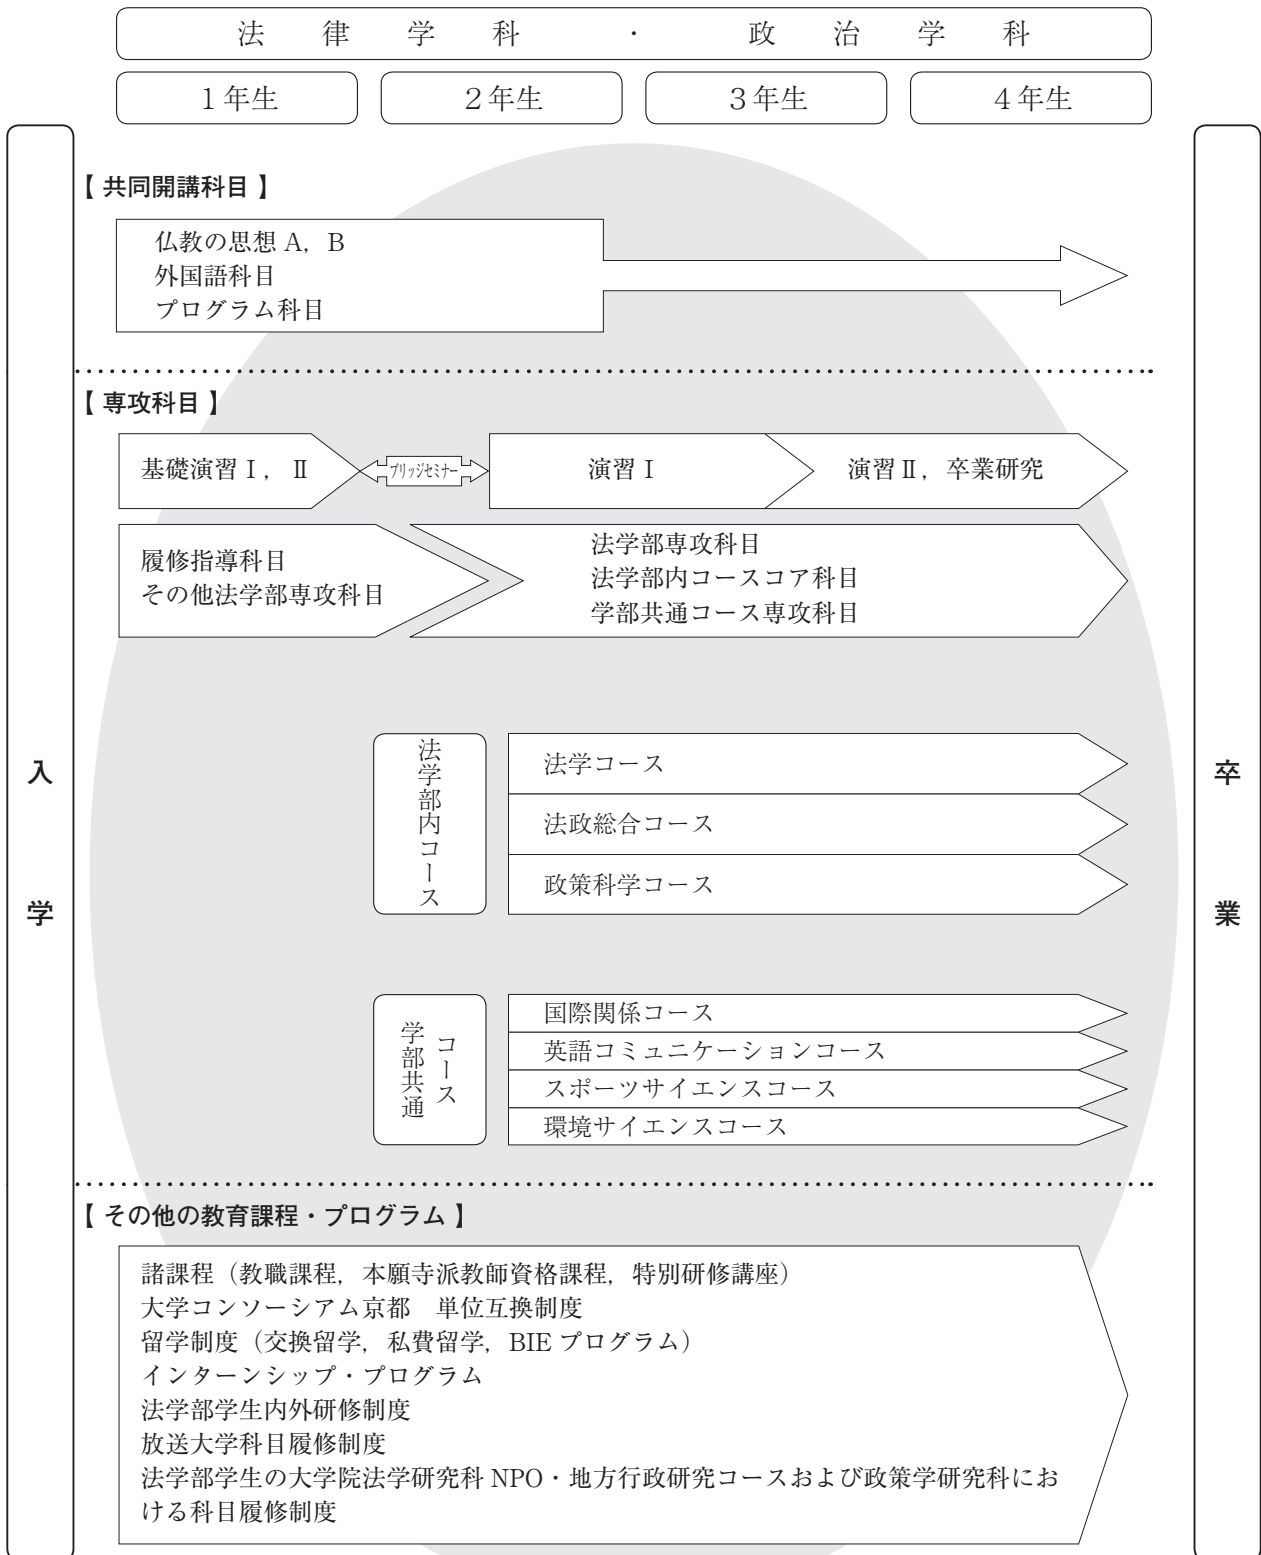 法律学科・政治学科
1年生
2年生
3年生
4年生
入学
卒業
【 共同開講科目 】
仏教の思想 A，B
外国語科目
プログラム科目
【 専攻科目 】
基礎演習Ⅰ，Ⅱ
ブリッジセミナー
演習Ⅰ
演習Ⅱ，卒業研究
履修指導科目
その他法学部専攻科目
法学部専攻科目
法学部内コースコア科目
学部共通コース専攻科目
法学部内コース
法学コース
法政総合コース
政策科学コース
学部共通
コース
国際関係コース
英語コミュニケーションコース
スポーツサイエンスコース
環境サイエンスコース
【 その他の教育課程・プログラム 】
諸課程（教職課程，本願寺派教師資格課程，特別研修講座）
大学コンソーシアム京都　単位互換制度
留学制度（交換留学，私費留学，BIE プログラム）
インターンシップ・プログラム
法学部学生内外研修制度
放送大学科目履修制度
法学部学生の大学院法学研究科 NPO・地方行政研究コースおよび政策学研究科にお
ける科目履修制度